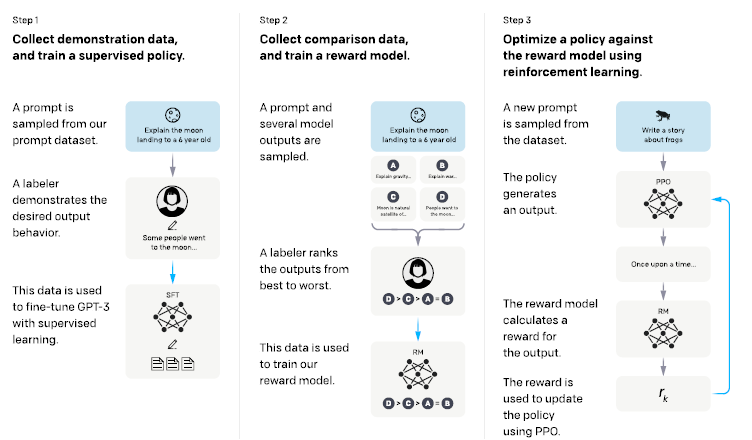 Step 1
Collect demonstration data,
and train a supervised policy.
A prompt is
sampled from our
prompt dataset.
Explain the moon
landing to a 6 year old
A labeler
demonstrates the
desired output
behavior.
Some people went
to the moon...
This data is used
to fine-tune GPT-3
with supervised
learning.
SFT
Step 2
Collect comparison data,
and train a reward model.
A prompt and
several model
outputs are
sampled.
Explain the moon
landing to a 6 year old
A
Explain gravity...
B
Explain war...
C
Moon is natural
satellite of...
D
People went to
the moon...
A labeler ranks
the outputs from
best to worst.
D > C > A = B
This data is used
to train our
reward model.
RM
D > C > A = B
Step 3
Optimize a policy against
the reward model using
reinforcement learning.
A new prompt
is sampled from
the dataset.
Write a story
about frogs
The policy
generates
an output.
PPO
Once upon a time...
The reward model
calculates a
reward for
the output.
RM
The reward is
used to update
the policy
using PPO.
rk